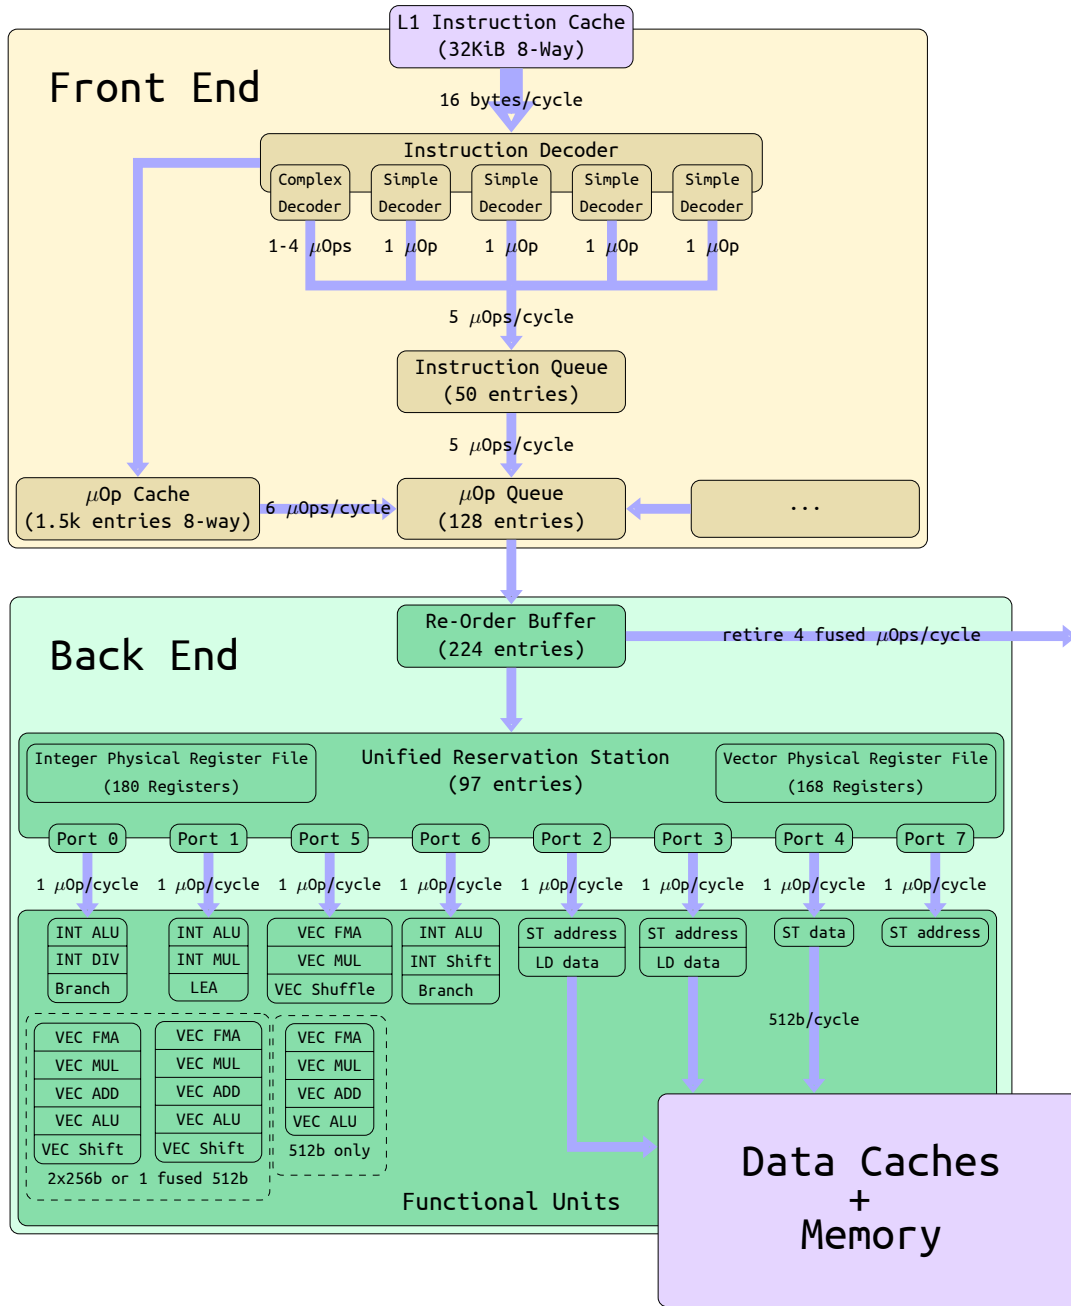 L1 Instruction Cache
(32KiB 8-Way)
Front End
16 bytes/cycle
Instruction Decoder
Complex Decoder
Simple Decoder
Simple Decoder
Simple Decoder
Simple Decoder
1-4 μOps
1 μOp
1 μOp
1 μOp
1 μOp
5 μOps/cycle
Instruction Queue
(50 entries)
5 μOps/cycle
μOp Cache
(1.5k entries 8-way)
6 μOps/cycle
μOp Queue
(128 entries)
...
Back End
Re-Order Buffer
(224 entries)
retire 4 fused μOps/cycle
Integer Physical Register File
(180 Registers)
Unified Reservation Station
(97 entries)
Vector Physical Register File
(168 Registers)
Port 0
Port 1
Port 5
Port 6
Port 2
Port 3
Port 4
Port 7
1 μOp/cycle
1 μOp/cycle
1 μOp/cycle
1 μOp/cycle
1 μOp/cycle
1 μOp/cycle
1 μOp/cycle
1 μOp/cycle
INT ALU
INT DIV
Branch
INT ALU
INT MUL
LEA
VEC FMA
VEC MUL
VEC Shuffle
INT ALU
INT Shift
Branch
ST address
LD data
ST address
LD data
ST data
ST address
512b/cycle
VEC FMA
VEC MUL
VEC ADD
VEC ALU
VEC Shift
VEC FMA
VEC MUL
VEC ADD
VEC ALU
VEC Shift
2x256b or 1 fused 512b
VEC FMA
VEC MUL
VEC ADD
VEC ALU
512b only
Functional Units
Data Caches
+
Memory